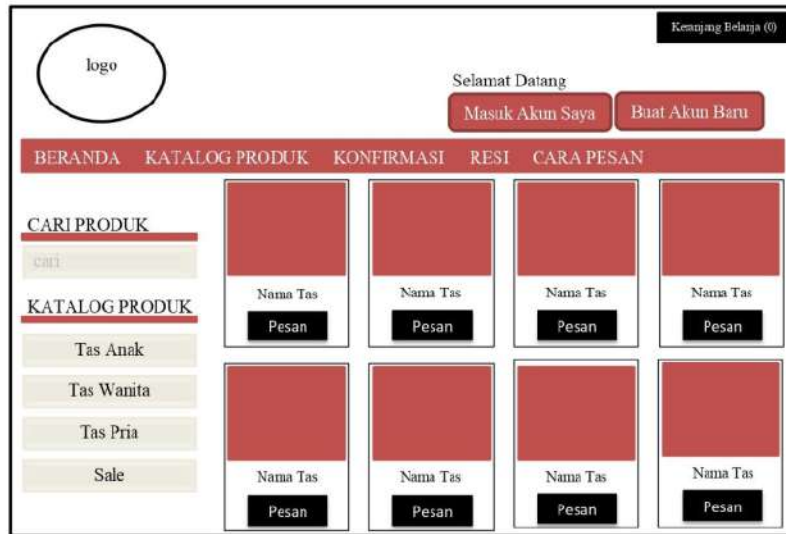 Keranjang Belanja (0)
logo
Selamat Datang
Masuk Akun Saya
Buat Akun Baru
BERANDA KATALOG PRODUK KONFIRMASI RESI CARA PESAN
CARI PRODUK
cari
KATALOG PRODUK
Tas Anak
Tas Wanita
Tas Pria
Sale
Nama Tas Nama Tas Nama Tas Nama Tas
Pesan Pesan Pesan Pesan
Nama Tas Nama Tas Nama Tas Nama Tas
Pesan Pesan Pesan Pesan